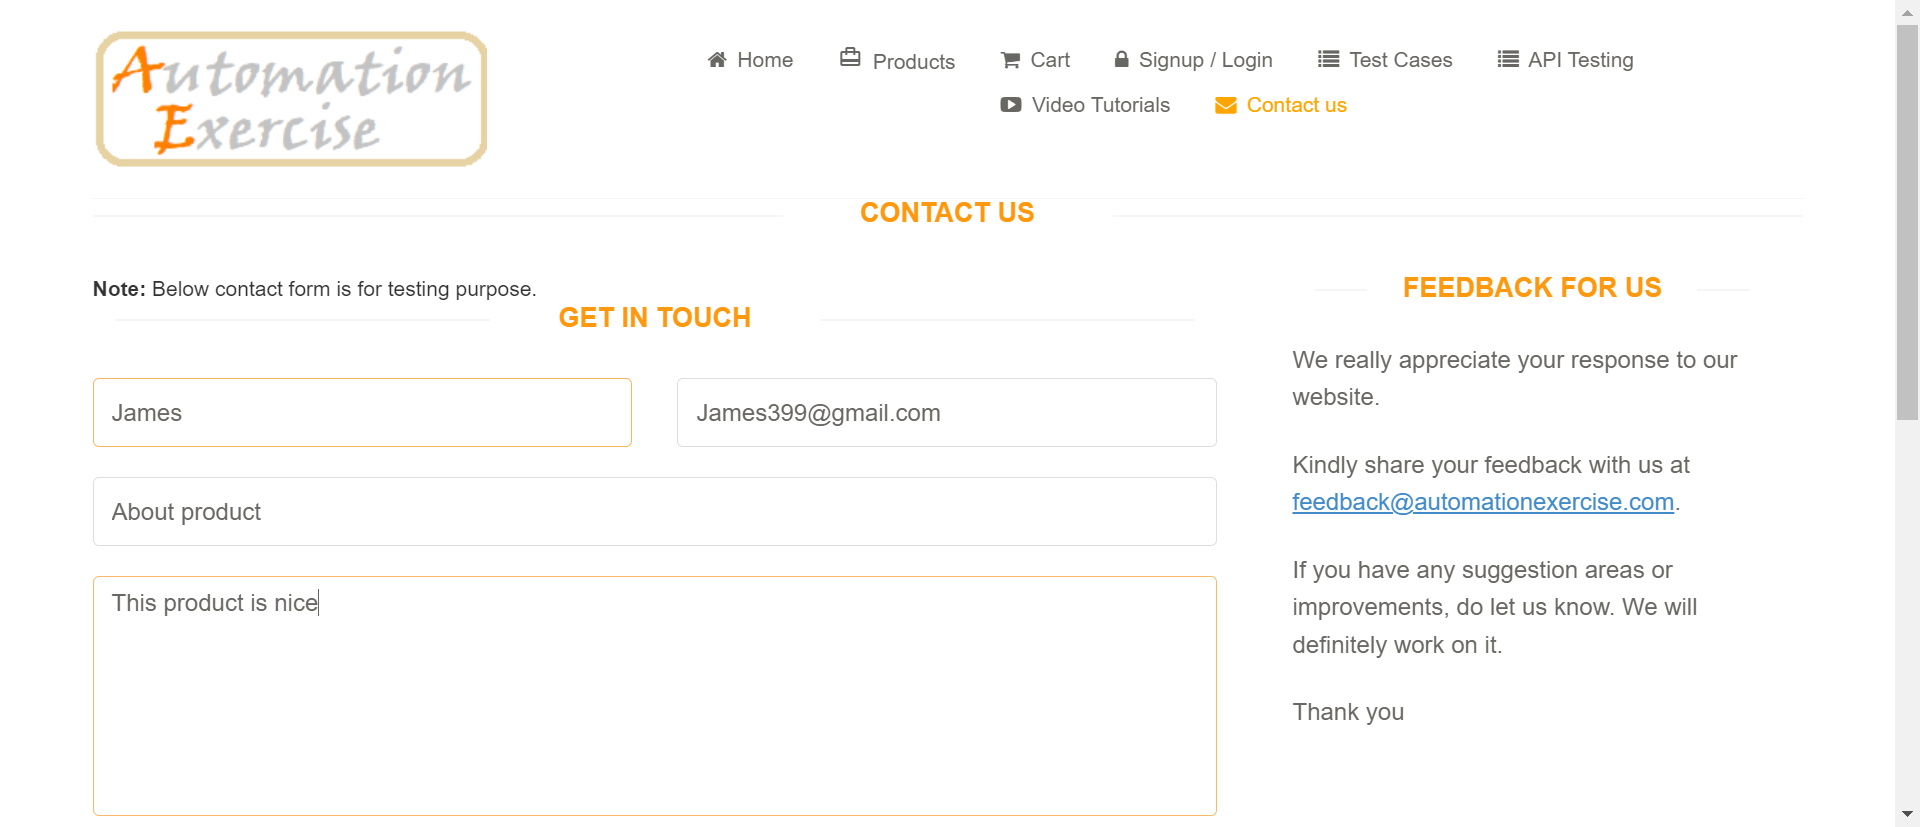 Automation
Exercise
Home
Products
Cart
Signup / Login
Test Cases
API Testing
Video Tutorials
Contact us
CONTACT US
Note: Below contact form is for testing purpose.
GET IN TOUCH
James
James399@gmail.com
About product
This product is nice
FEEDBACK FOR US
We really appreciate your response to our
website.
Kindly share your feedback with us at
feedback@automationexercise.com.
If you have any suggestion areas or
improvements, do let us know. We will
definitely work on it.
Thank you